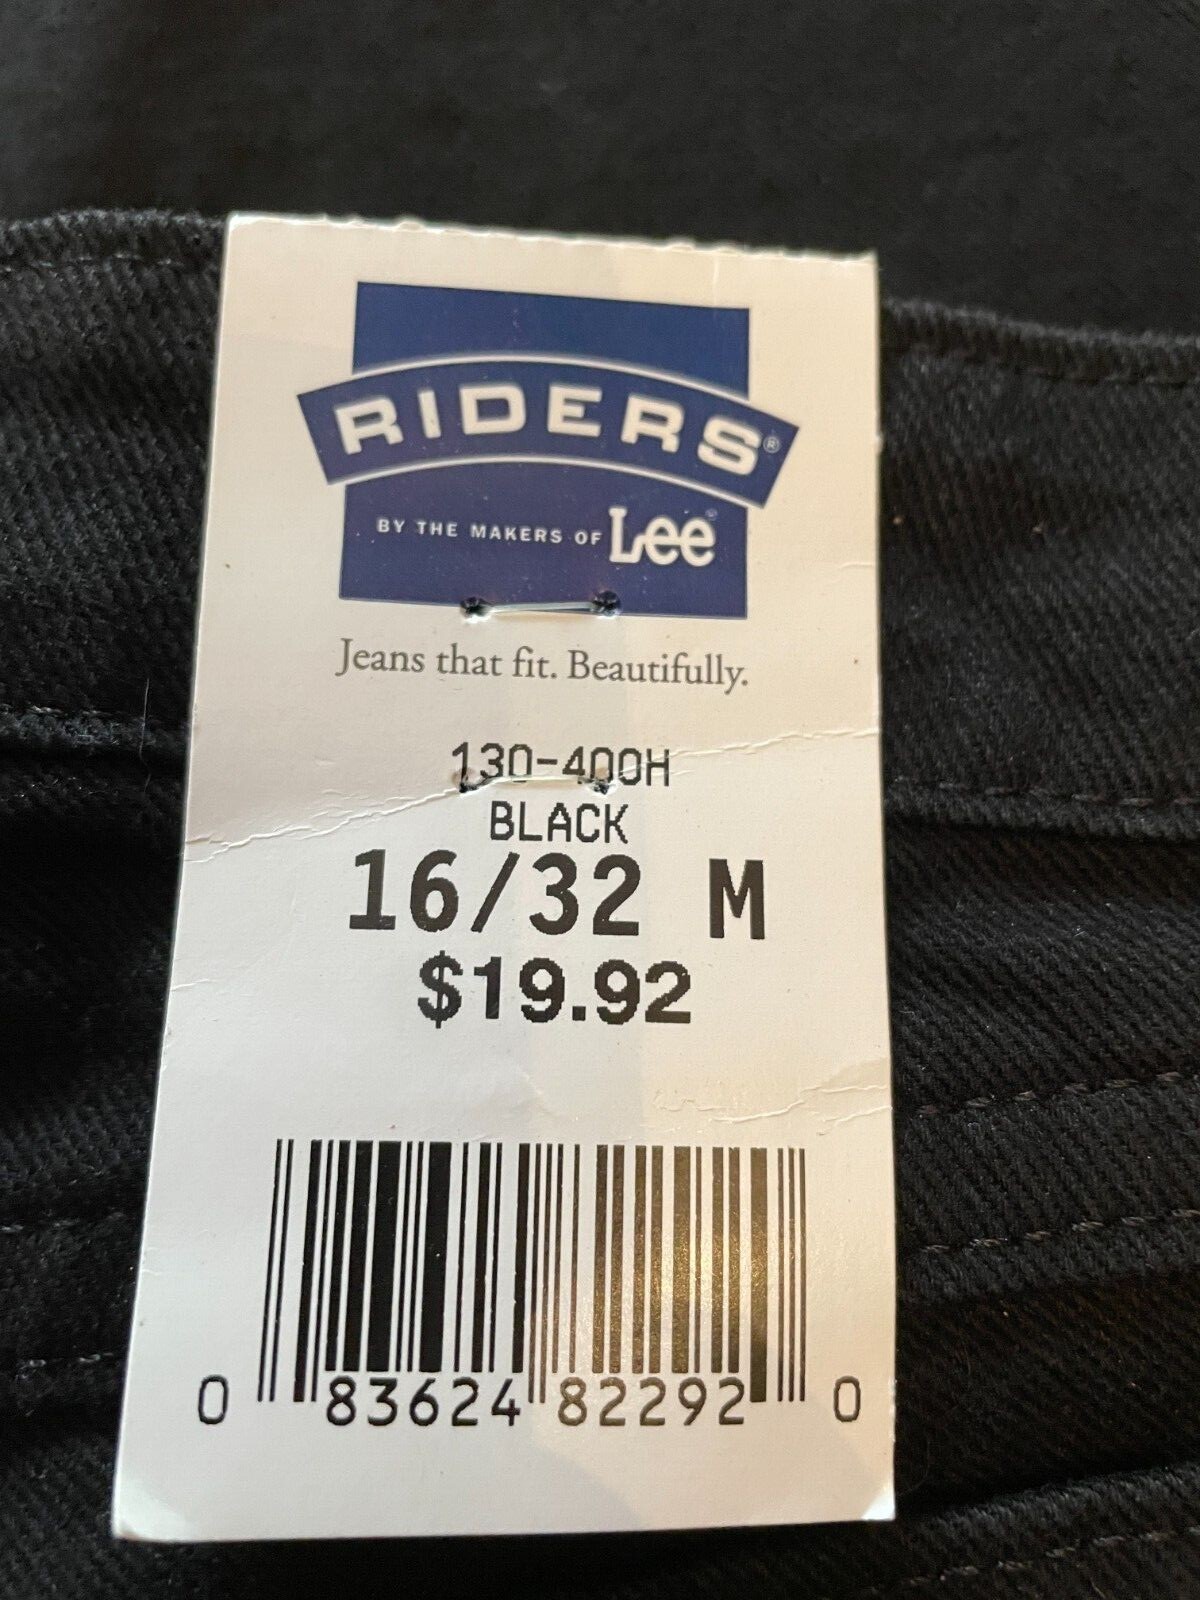 RIDERS®
BY THE MAKERS OF Lee®
Jeans that fit. Beautifully.
130-400H
BLACK
16/32 M
$19.92
0 83624 82292 0